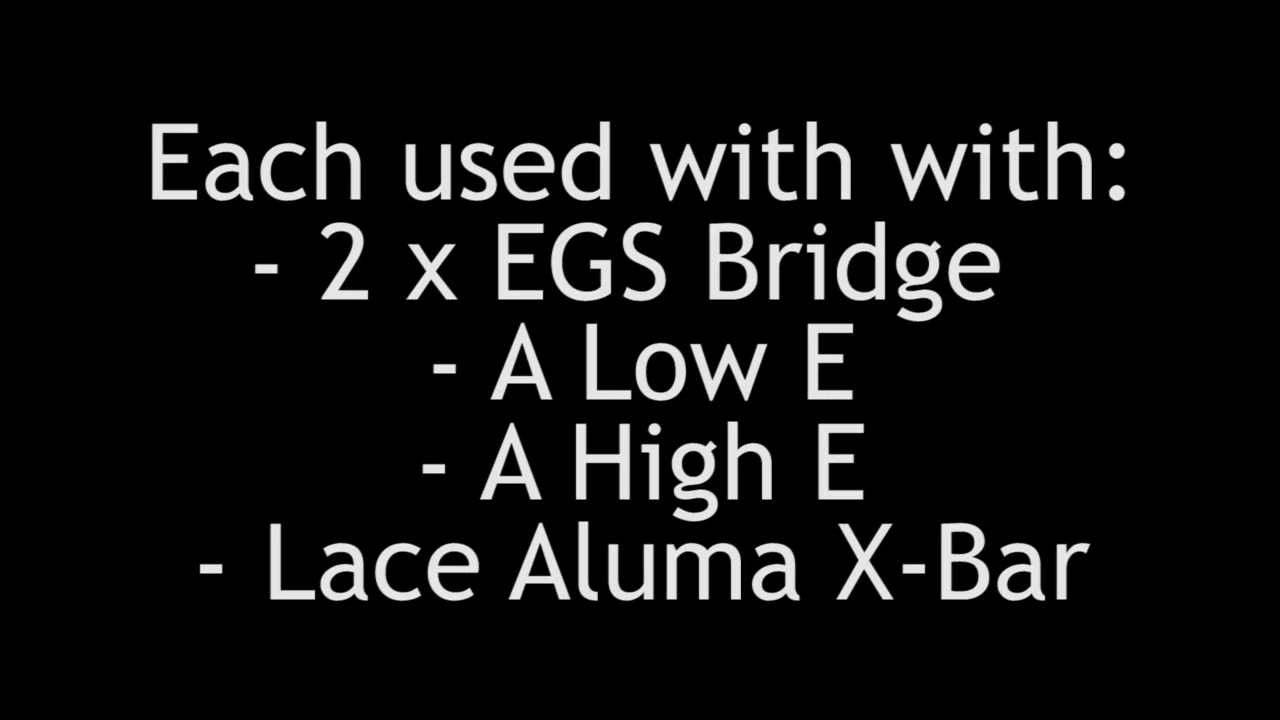 Each used with with:
- 2 x EGS Bridge
- A Low E
- A High E
- Lace Aluma X-Bar